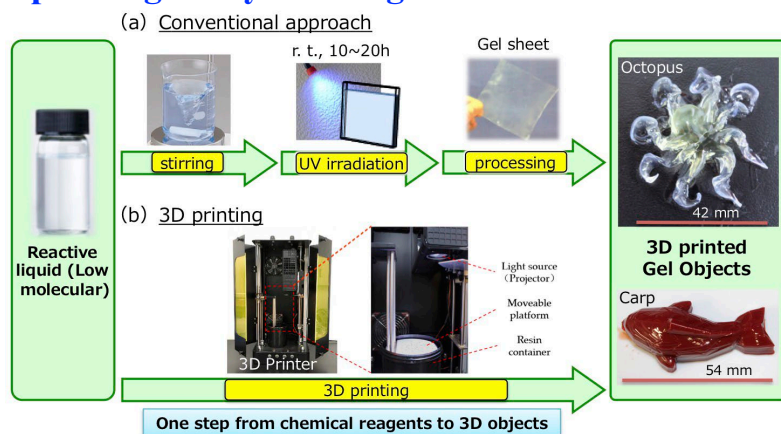 (a) Conventional approach
r. t., 10~20h
Gel sheet
stirring
UV irradiation
processing
Reactive
liquid (Low
molecular)
(b) 3D printing
3D Printer
Light source
(Projector)
Moveable
platform
Resin
container
3D printing
One step from chemical reagents to 3D objects
Octopus
42 mm
3D printed
Gel Objects
Carp
54 mm